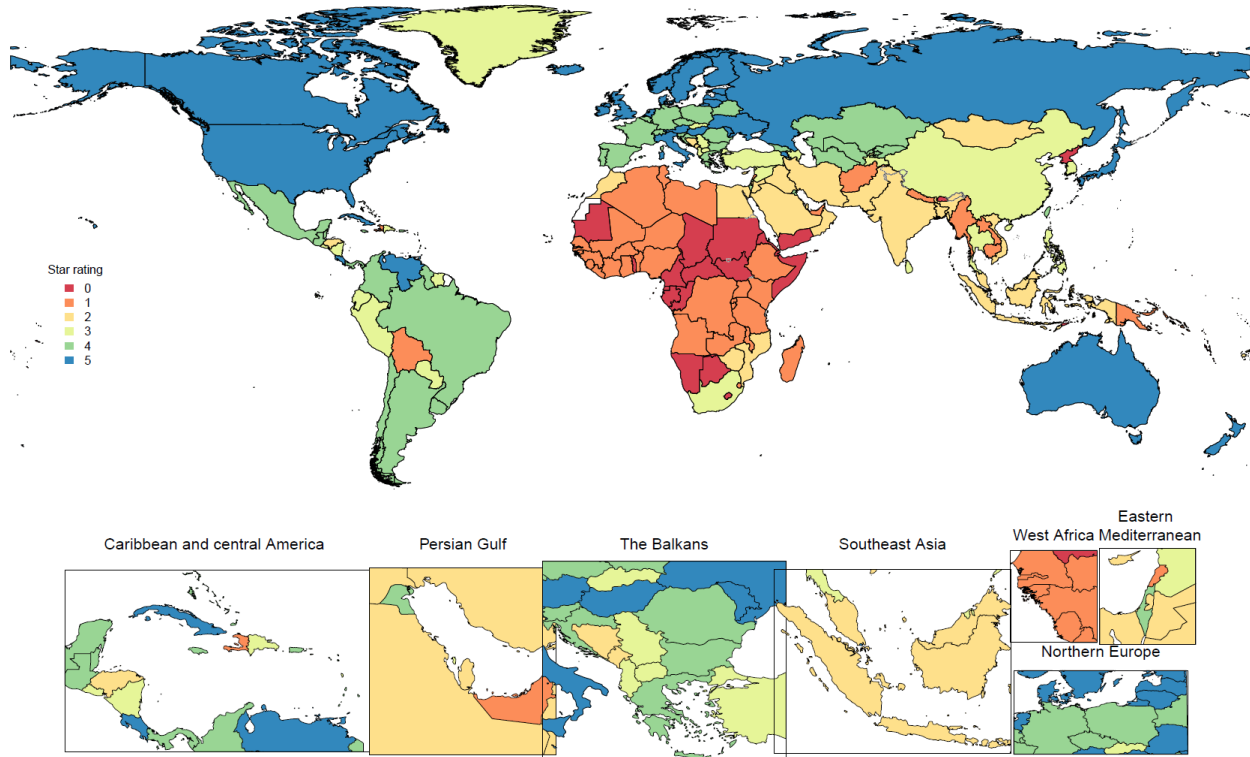 Star rating
0
1
2
3
4
5
Caribbean and central America
Persian Gulf
The Balkans
Southeast Asia
West Africa
Eastern
Mediterranean
Northern Europe